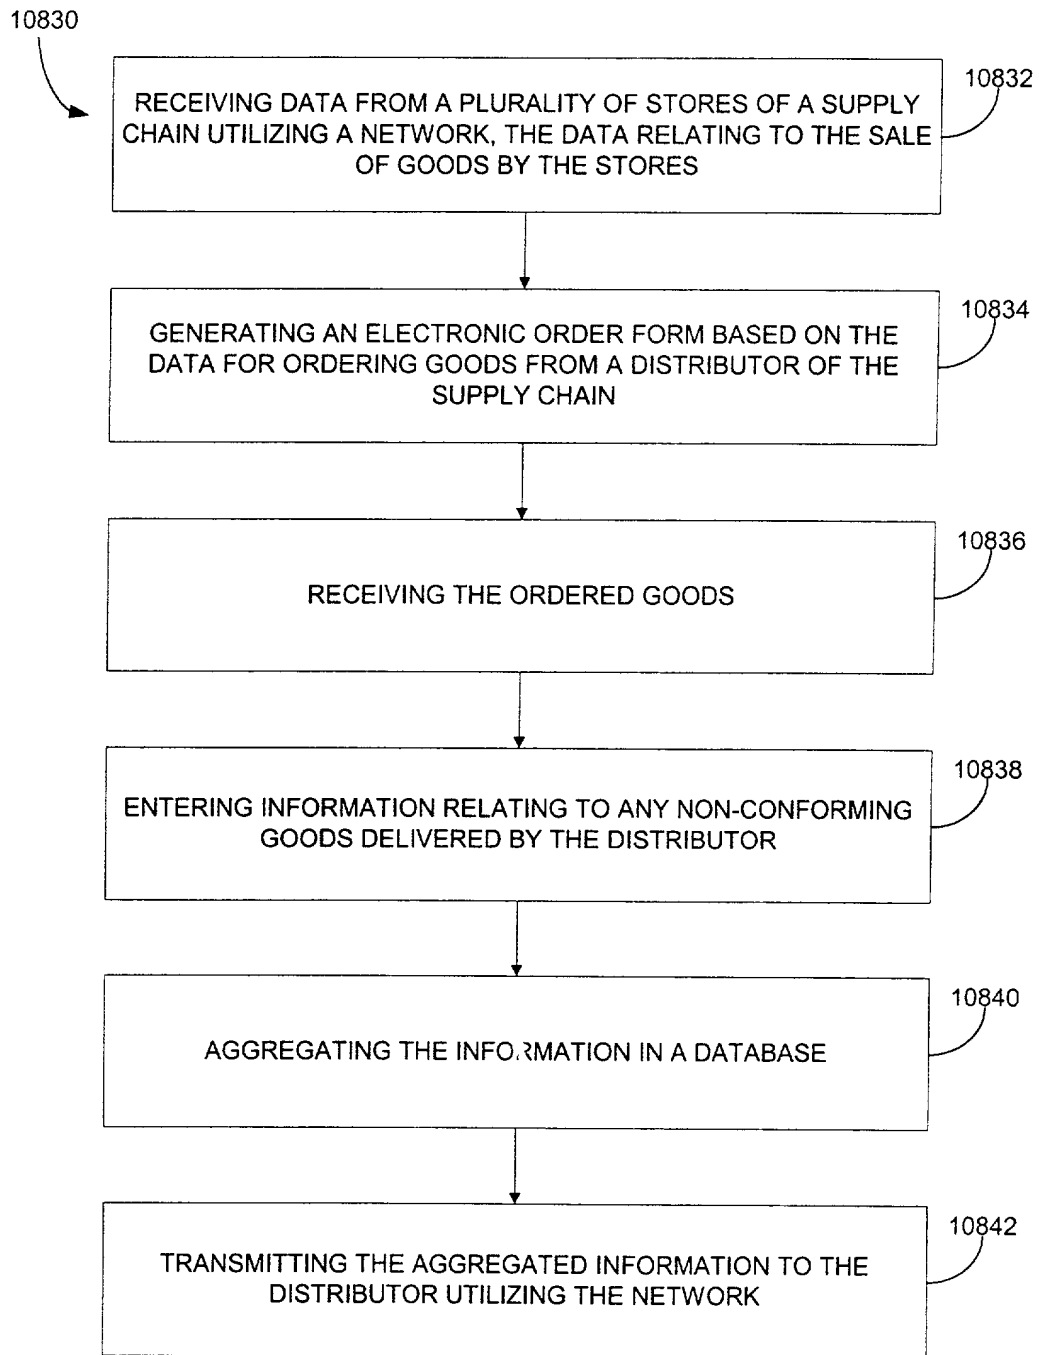 10830
10832
RECEIVING DATA FROM A PLURALITY OF STORES OF A SUPPLY
CHAIN UTILIZING A NETWORK, THE DATA RELATING TO THE SALE
OF GOODS BY THE STORES
10834
GENERATING AN ELECTRONIC ORDER FORM BASED ON THE
DATA FOR ORDERING GOODS FROM A DISTRIBUTOR OF THE
SUPPLY CHAIN
10836
RECEIVING THE ORDERED GOODS
10838
ENTERING INFORMATION RELATING TO ANY NON-CONFORMING
GOODS DELIVERED BY THE DISTRIBUTOR
10840
AGGREGATING THE INFORMATION IN A DATABASE
10842
TRANSMITTING THE AGGREGATED INFORMATION TO THE
DISTRIBUTOR UTILIZING THE NETWORK